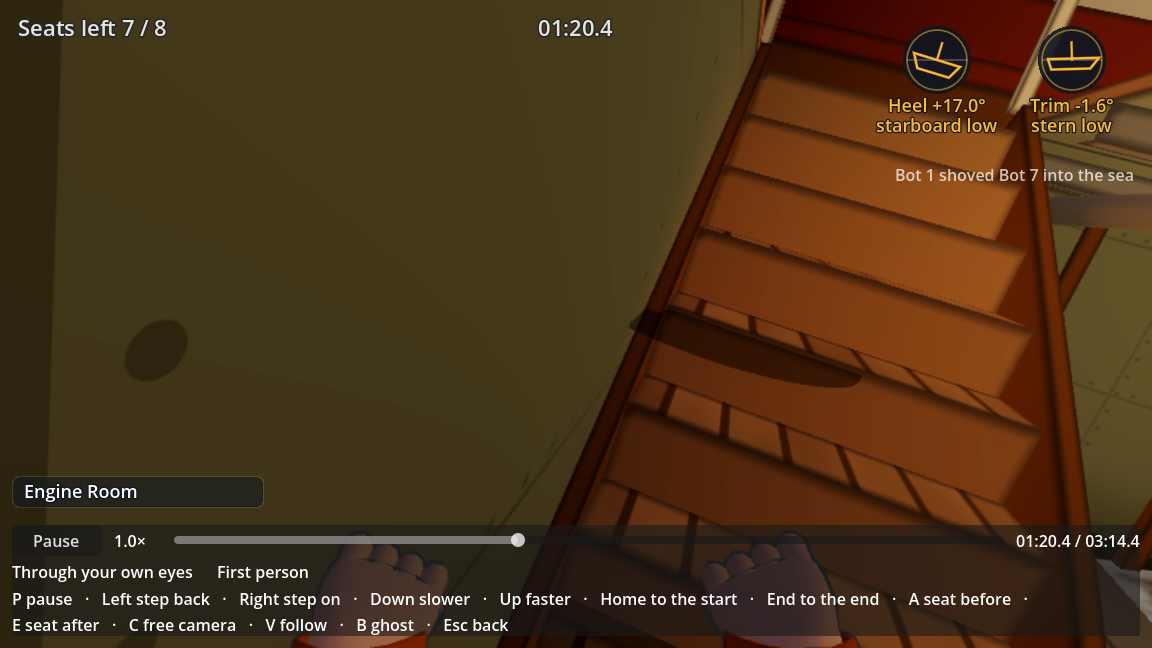 Seats left 7 / 8
01:20.4
Heel +17.0°
starboard low
Trim -1.6°
stern low
Bot 1 shoved Bot 7 into the sea
Engine Room
Pause
1.0×
01:20.4 / 03:14.4
Through your own eyes First person
P pause · Left step back · Right step on · Down slower · Up faster · Home to the start · End to the end · A seat before ·
E seat after · C free camera · V follow · B ghost · Esc back